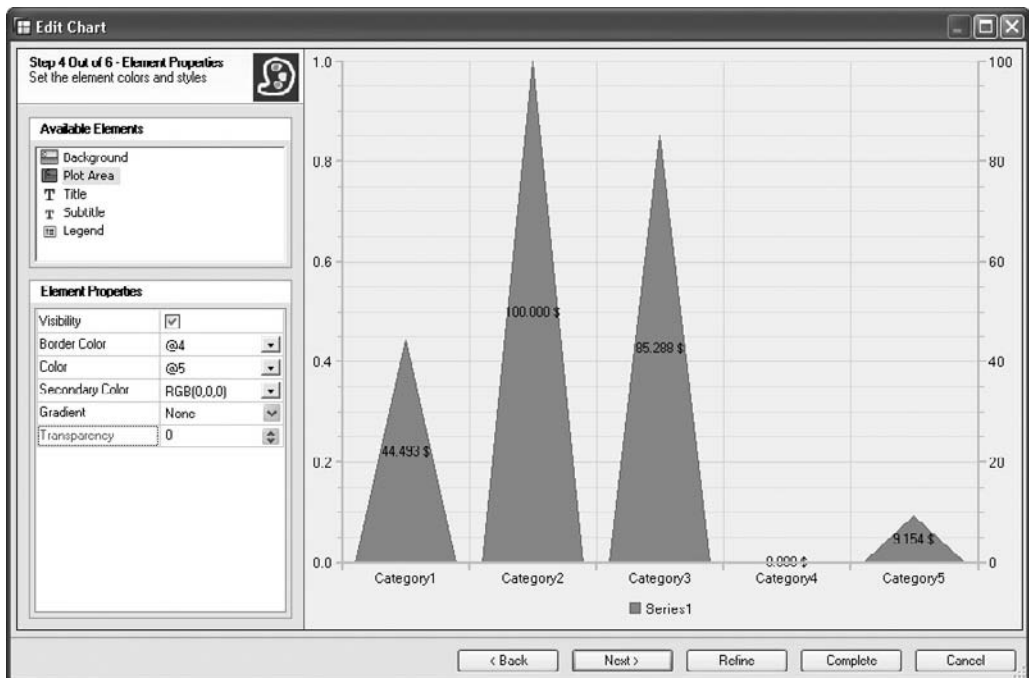 Edit Chart
Step 4 Out of 6 - Element Properties
Set the element colors and styles
Available Elements
Background
Plot Area
Title
Subtitle
Legend
Element Properties
Visibility
Border Color @4
Color @5
Secondary Color RGB(0,0,0)
Gradient None
Transparency 0
1.0
0.8
0.6
0.4
0.2
0.0
100
80
60
40
20
0
44.493 $
100.000 $
85.288 $
0.000 $
9.154 $
Category1 Category2 Category3 Category4 Category5
Series1
< Back Next > Refine Complete Cancel